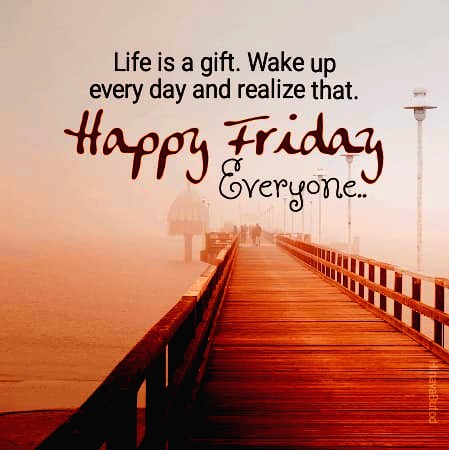 Life is a gift. Wake up
every day and realize that.
Happy Friday
Everyone..